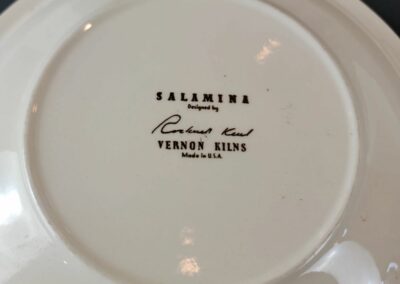 SALAMINA
Designed by
Rockwell Kent
VERNON KILNS
Made in U.S.A.